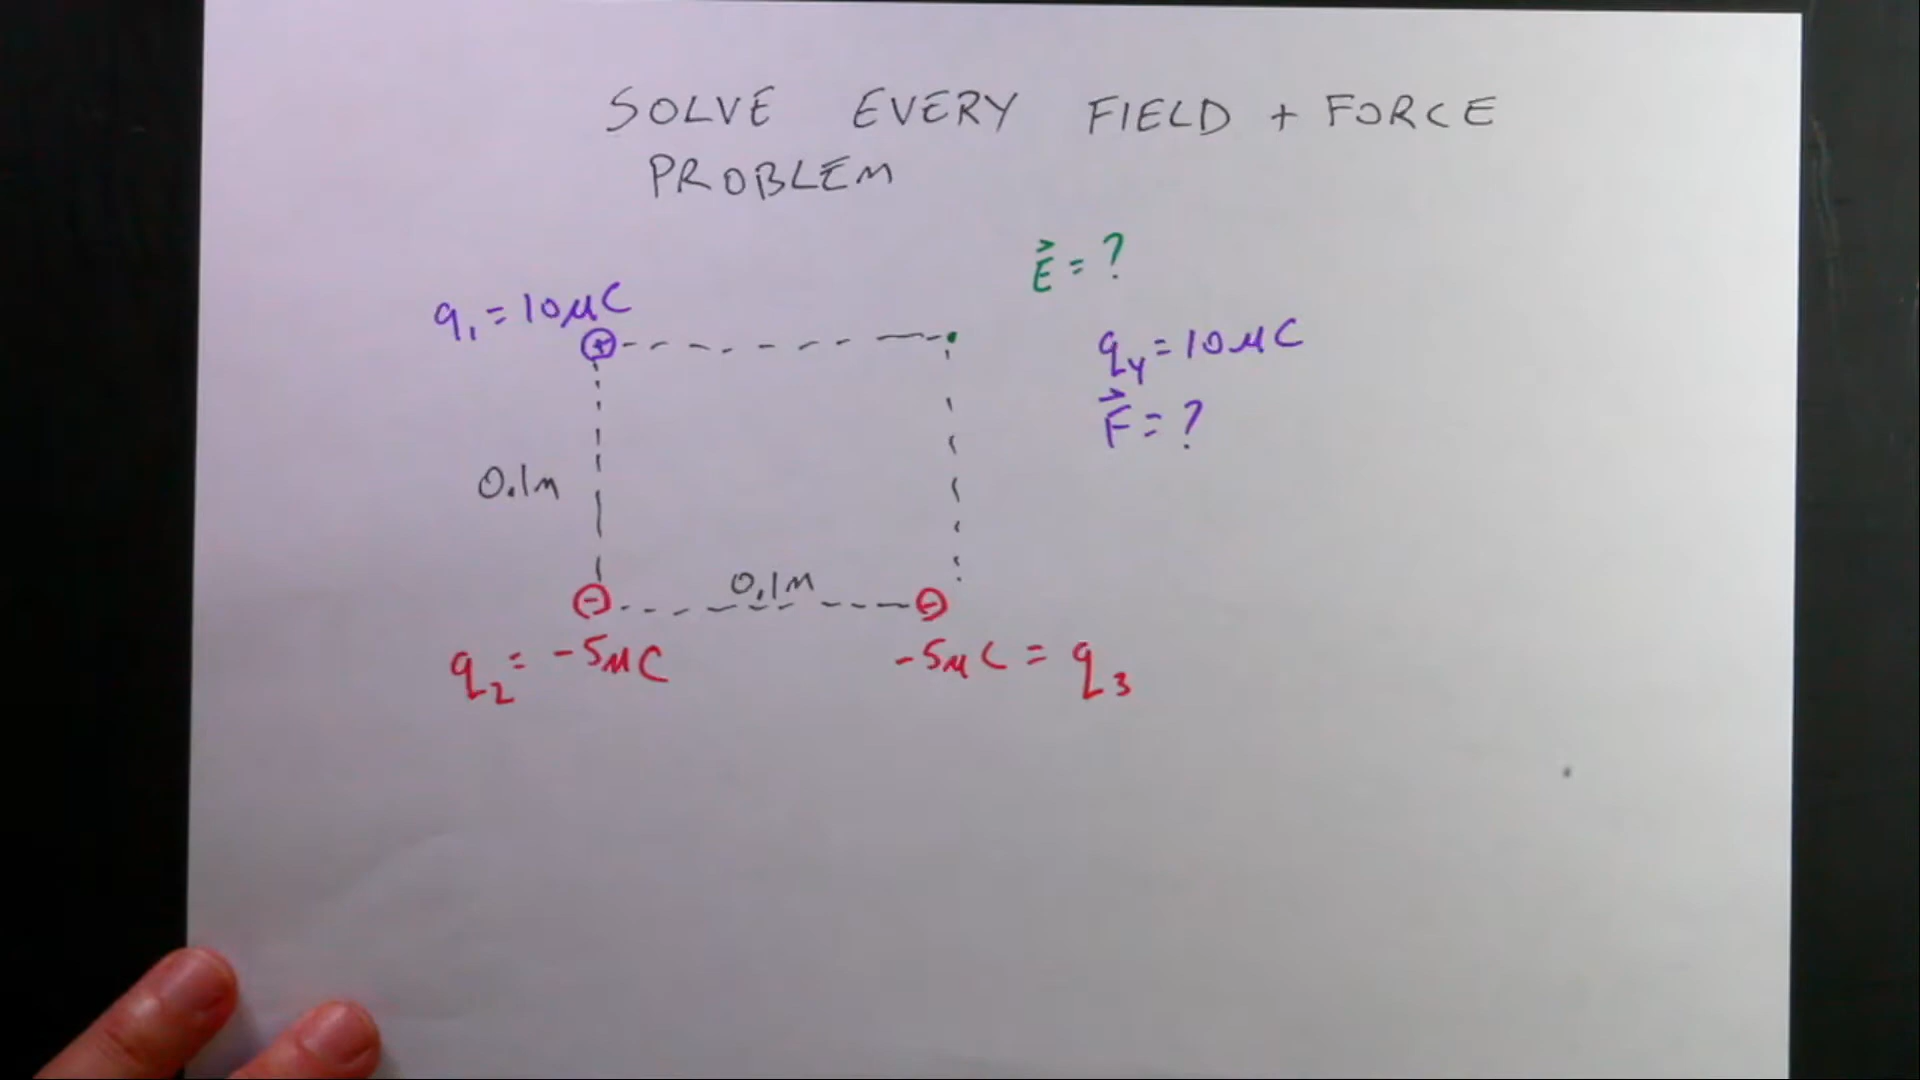 SOLVE EVERY FIELD + FORCE
PROBLEM
E⃗ = ?
q₁ = 10μC
+
q₄ = 10μC
F⃗ = ?
0.1m
0.1m
-
-
q₂ = -5μC
-5μC = q₃